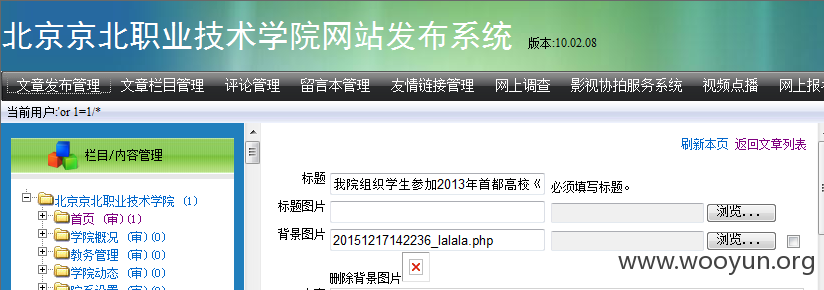 北京京北职业技术学院网站发布系统 版本:10.02.08
文章发布管理 文章栏目管理 评论管理 留言本管理 友情链接管理 网上调查 影视协拍服务系统 视频点播 网上报
当前用户:'or 1=1/*
刷新本页 返回文章列表
栏目/内容管理
北京京北职业技术学院 (1)
首页 (审)(1)
学院概况 (审)(0)
教务管理 (审)(0)
学院动态 (审)(0)
院系设置 (审)(0)
标题 我院组织学生参加2013年首都高校《 必须填写标题。
标题图片 浏览...
背景图片 20151217142236_lalala.php 浏览...
删除背景图片
www.wooyun.org